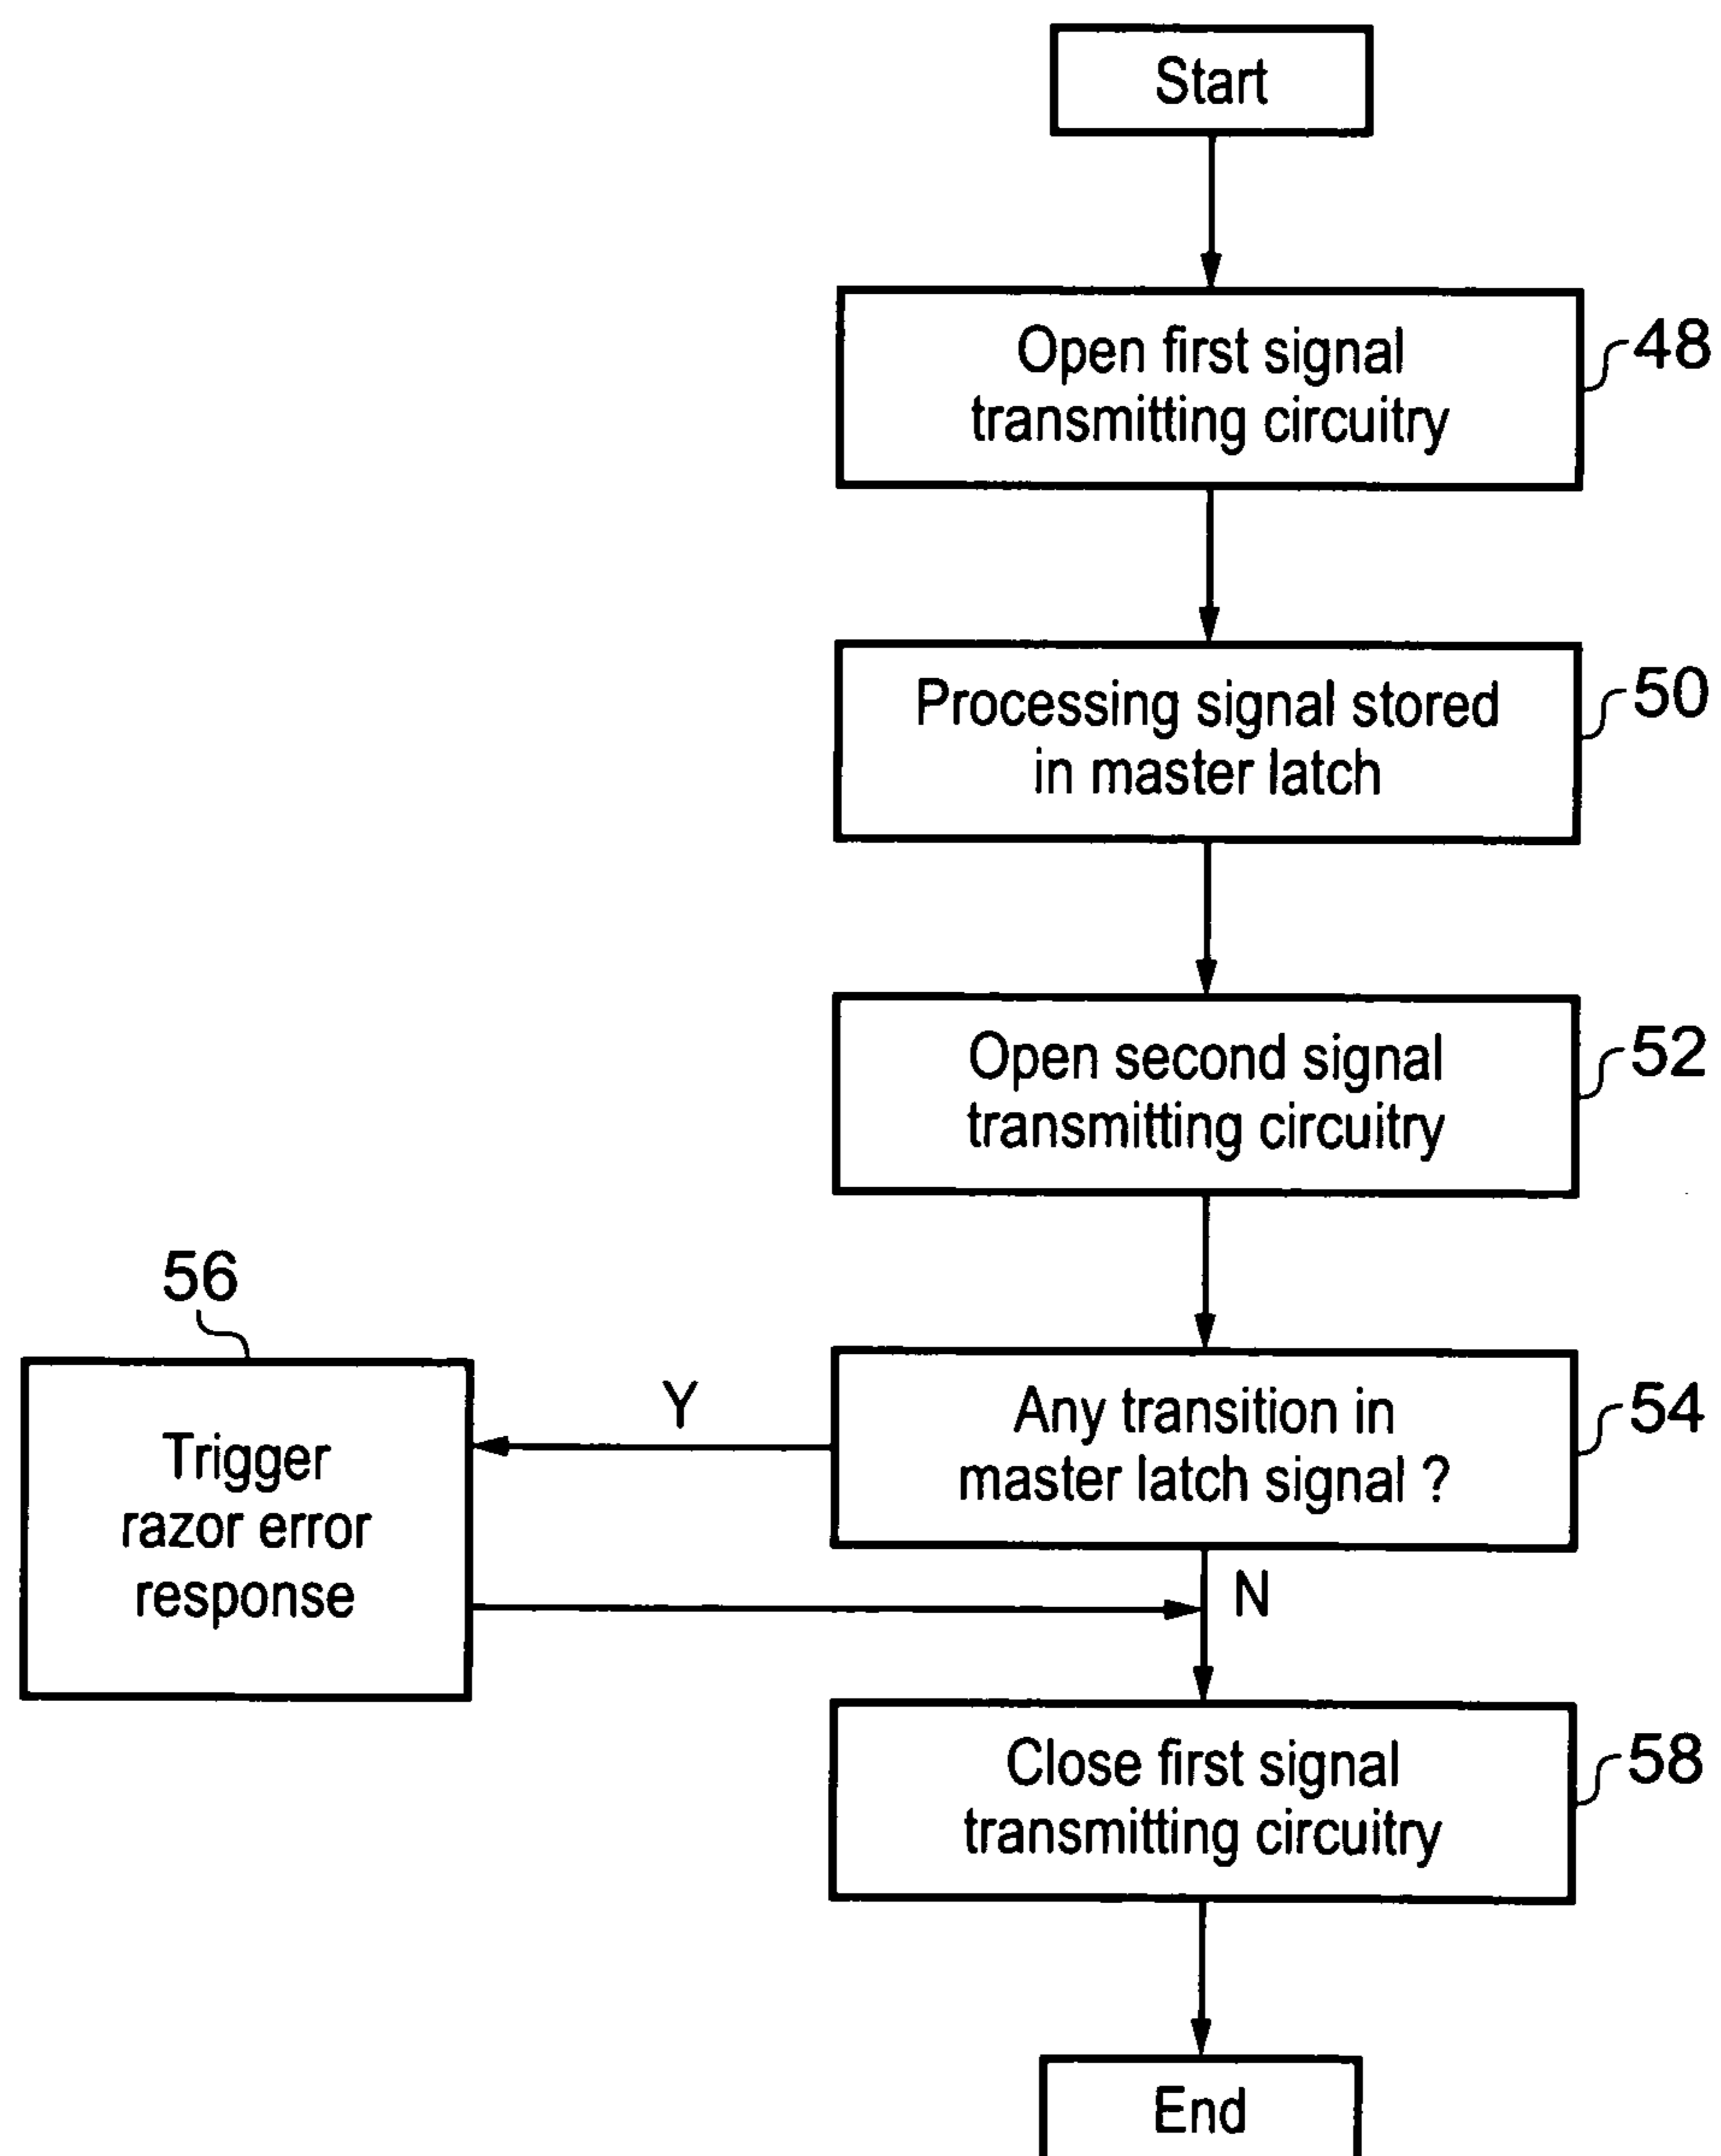 Start
Open first signal
transmitting circuitry
48
Processing signal stored
in master latch
50
Open second signal
transmitting circuitry
52
56
Any transition in
master latch signal ?
54
Y
Trigger
razor error
response
N
Close first signal
transmitting circuitry
58
End